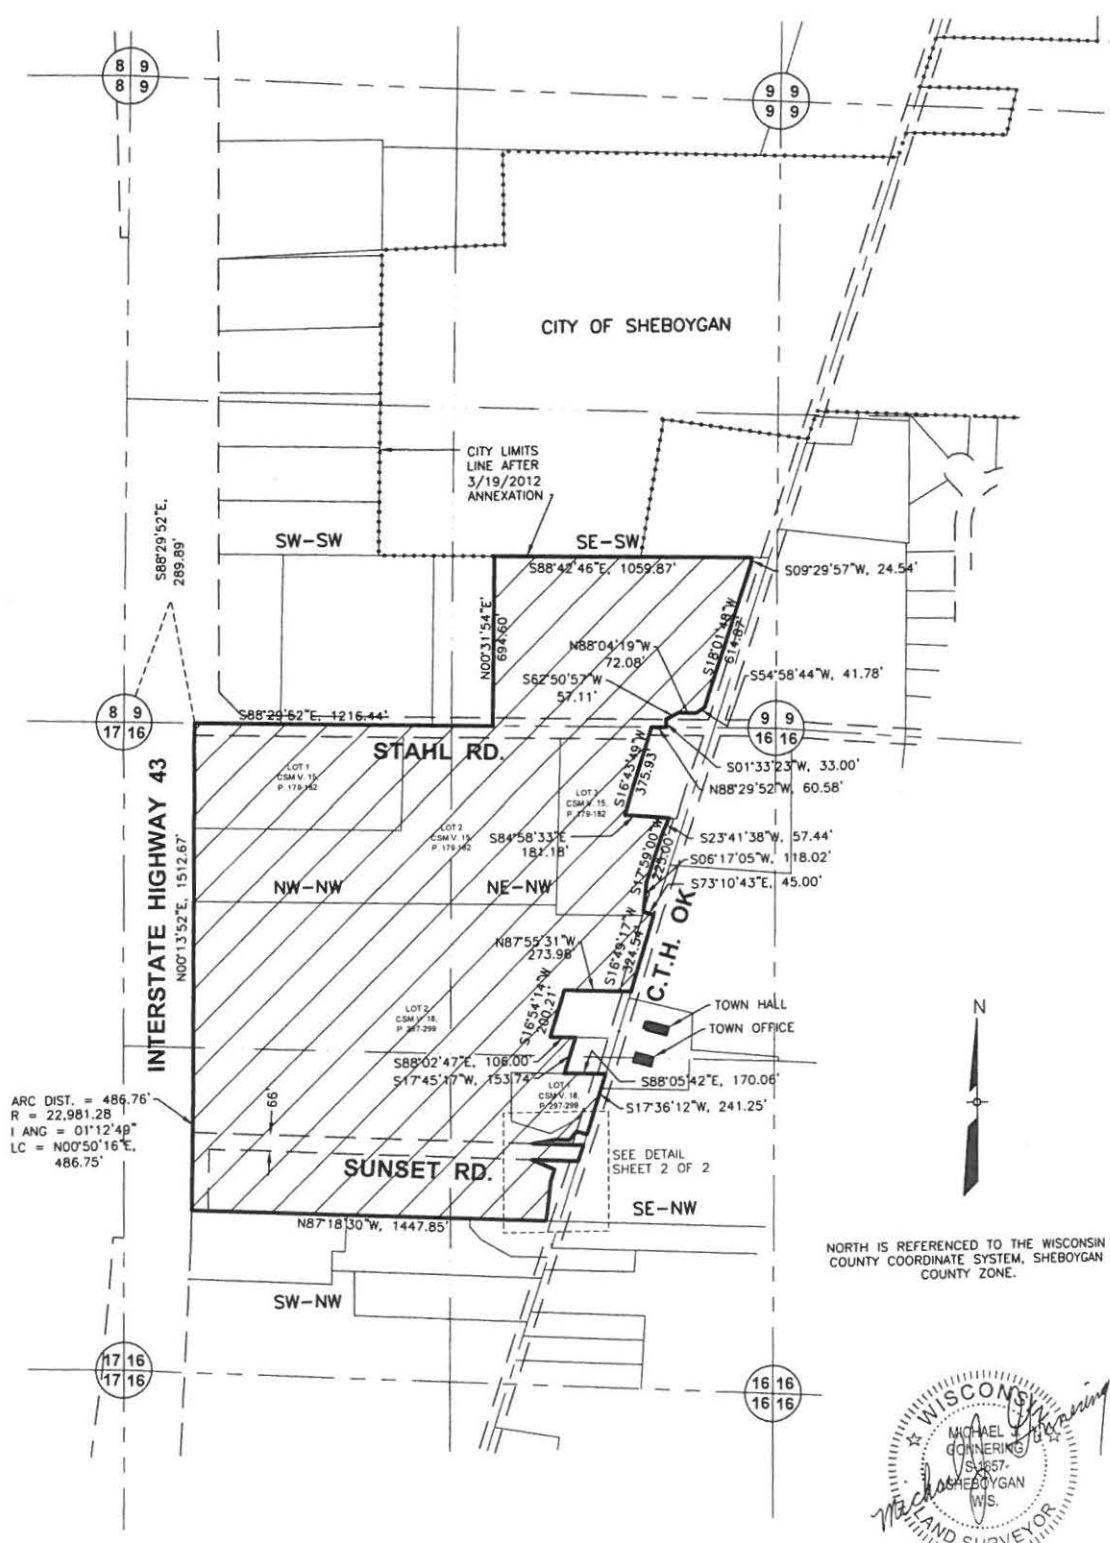 8 9
8 9
9 9
9 9
CITY OF SHEBOYGAN
CITY LIMITS
LINE AFTER
3/19/2012
ANNEXATION
S88°29'52"E,
289.89'
SW-SW
SE-SW
S88°42'46"E, 1059.87'
S09°29'57"W, 24.54'
N00°31'54"E
694.60'
N88°04'19"W
72.08'
S18°01'48"W
614.87'
S62°50'57"W
57.11'
S54°58'44"W, 41.78'
8 9
17 16
S88°29'52"E, 1216.44'
9 9
16 16
STAHL RD.
S01°33'23"W, 33.00'
N88°29'52"W, 60.58'
S16°43'49"W
375.93'
LOT 1
CSM V. 15,
P. 179-182
LOT 3
CSM V. 15,
P. 179-182
LOT 2
CSM V. 15,
P. 179-182
S84°58'33"E
181.18'
S23°41'38"W, 57.44'
S17°59'00"W
225.00'
S06°17'05"W, 118.02'
S73°10'43"E, 45.00'
INTERSTATE HIGHWAY 43
N00°13'52"E, 1512.67'
NW-NW
NE-NW
C.T.H. OK
N87°55'31"W
273.98'
S16°49'17"W
324.54'
S16°54'14"W
200.21'
LOT 2
CSM V. 18,
P. 297-299
TOWN HALL
TOWN OFFICE
N
S88°02'47"E, 106.00'
S17°45'17"W, 153.74'
S88°05'42"E, 170.06'
LOT 1
CSM V. 18,
P. 297-299
S17°36'12"W, 241.25'
ARC DIST. = 486.76'
R = 22,981.28
I ANG = 01°12'49"
LC = N00°50'16"E,
486.75'
66'
SUNSET RD.
SEE DETAIL
SHEET 2 OF 2
SE-NW
N87°18'30"W, 1447.85'
NORTH IS REFERENCED TO THE WISCONSIN
COUNTY COORDINATE SYSTEM, SHEBOYGAN
COUNTY ZONE.
SW-NW
17 16
17 16
16 16
16 16
WISCONSIN
MICHAEL J.
GONNERING
S-1657-
SHEBOYGAN
WS.
LAND SURVEYOR
Michael J Gonnering